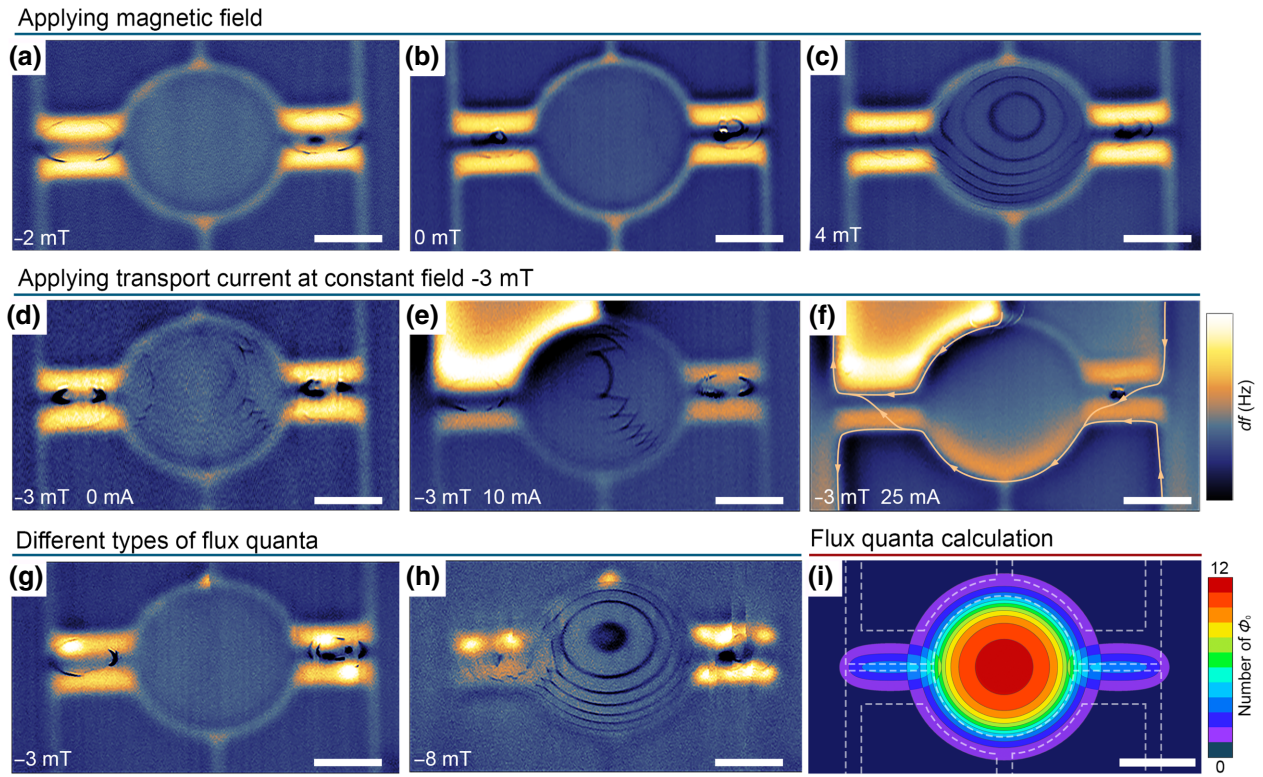 Applying magnetic field
(a)
(b)
(c)
−2 mT
0 mT
4 mT
Applying transport current at constant field -3 mT
(d)
(e)
(f)
−3 mT 0 mA
−3 mT 10 mA
−3 mT 25 mA
df (Hz)
Different types of flux quanta
Flux quanta calculation
(g)
(h)
(i)
−3 mT
−8 mT
12
Number of Φ₀
0